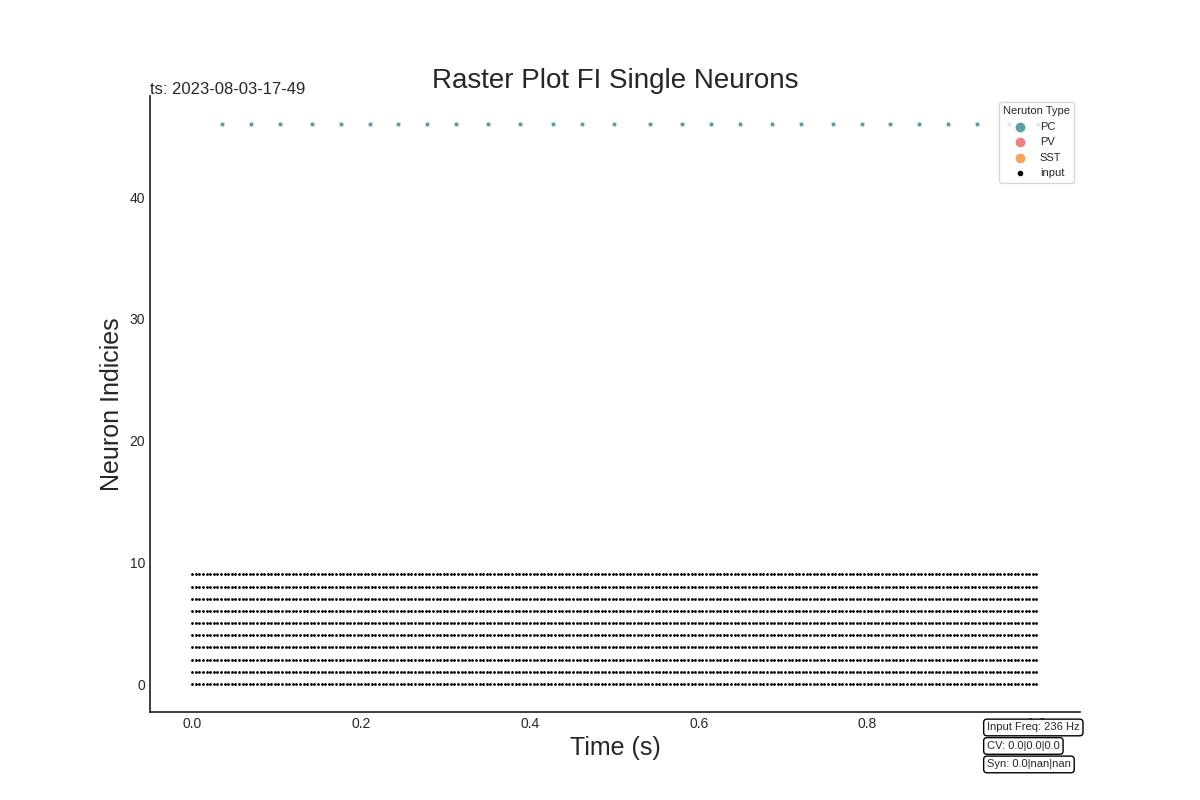 Raster Plot FI Single Neurons
ts: 2023-08-03-17-49
Neruton Type
PC
PV
SST
input
40
30
20
10
0
Neuron Indicies
0.0 0.2 0.4 0.6 0.8
Time (s)
Input Freq: 236 Hz
CV: 0.0|0.0|0.0
Syn: 0.0|nan|nan